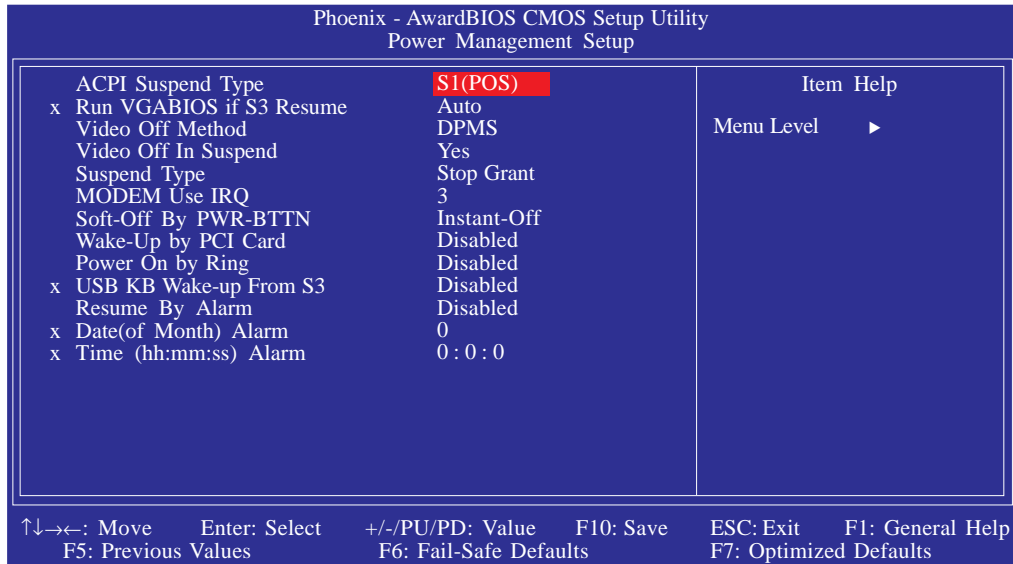 Phoenix - AwardBIOS CMOS Setup Utility
Power Management Setup
ACPI Suspend Type S1(POS)
x Run VGABIOS if S3 Resume Auto
Video Off Method DPMS
Video Off In Suspend Yes
Suspend Type Stop Grant
MODEM Use IRQ 3
Soft-Off By PWR-BTTN Instant-Off
Wake-Up by PCI Card Disabled
Power On by Ring Disabled
x USB KB Wake-up From S3 Disabled
Resume By Alarm Disabled
x Date(of Month) Alarm 0
x Time (hh:mm:ss) Alarm 0 : 0 : 0
Item Help
Menu Level ▶
↑↓→←: Move Enter: Select +/-/PU/PD: Value F10: Save ESC: Exit F1: General Help
F5: Previous Values F6: Fail-Safe Defaults F7: Optimized Defaults